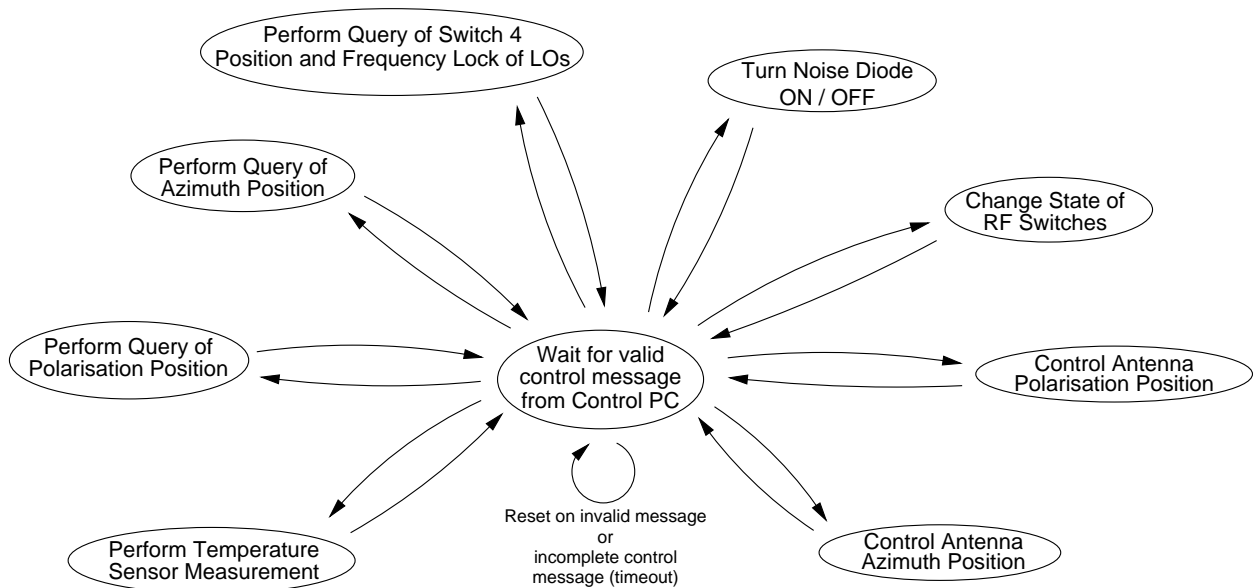 Perform Query of Switch 4
Position and Frequency Lock of LOs
Turn Noise Diode
ON / OFF
Perform Query of
Azimuth Position
Change State of
RF Switches
Perform Query of
Polarisation Position
Wait for valid
control message
from Control PC
Control Antenna
Polarisation Position
Reset on invalid message
or
incomplete control
message (timeout)
Perform Temperature
Sensor Measurement
Control Antenna
Azimuth Position